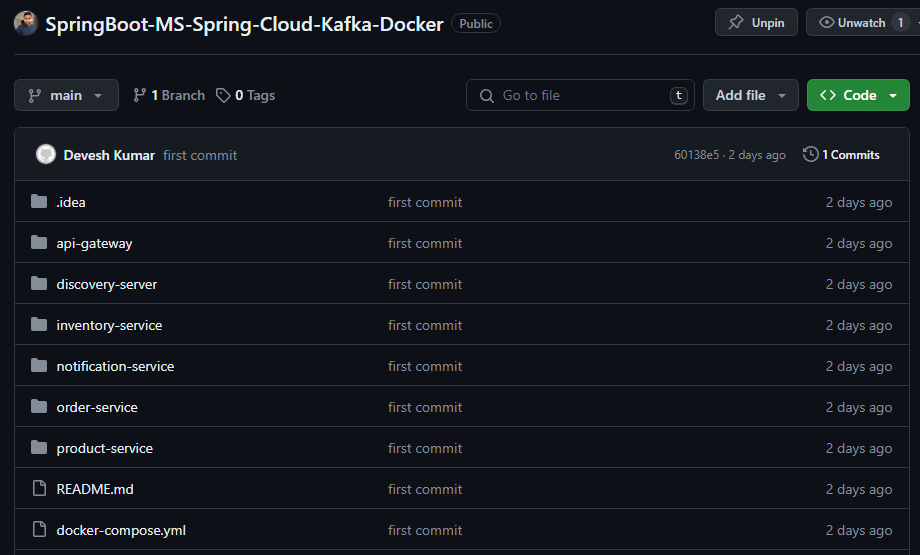 SpringBoot-MS-Spring-Cloud-Kafka-Docker Public Unpin Unwatch 1
main 1 Branch 0 Tags Go to file t Add file Code
Devesh Kumar first commit 60138e5 · 2 days ago 1 Commits
.idea first commit 2 days ago
api-gateway first commit 2 days ago
discovery-server first commit 2 days ago
inventory-service first commit 2 days ago
notification-service first commit 2 days ago
order-service first commit 2 days ago
product-service first commit 2 days ago
README.md first commit 2 days ago
docker-compose.yml first commit 2 days ago